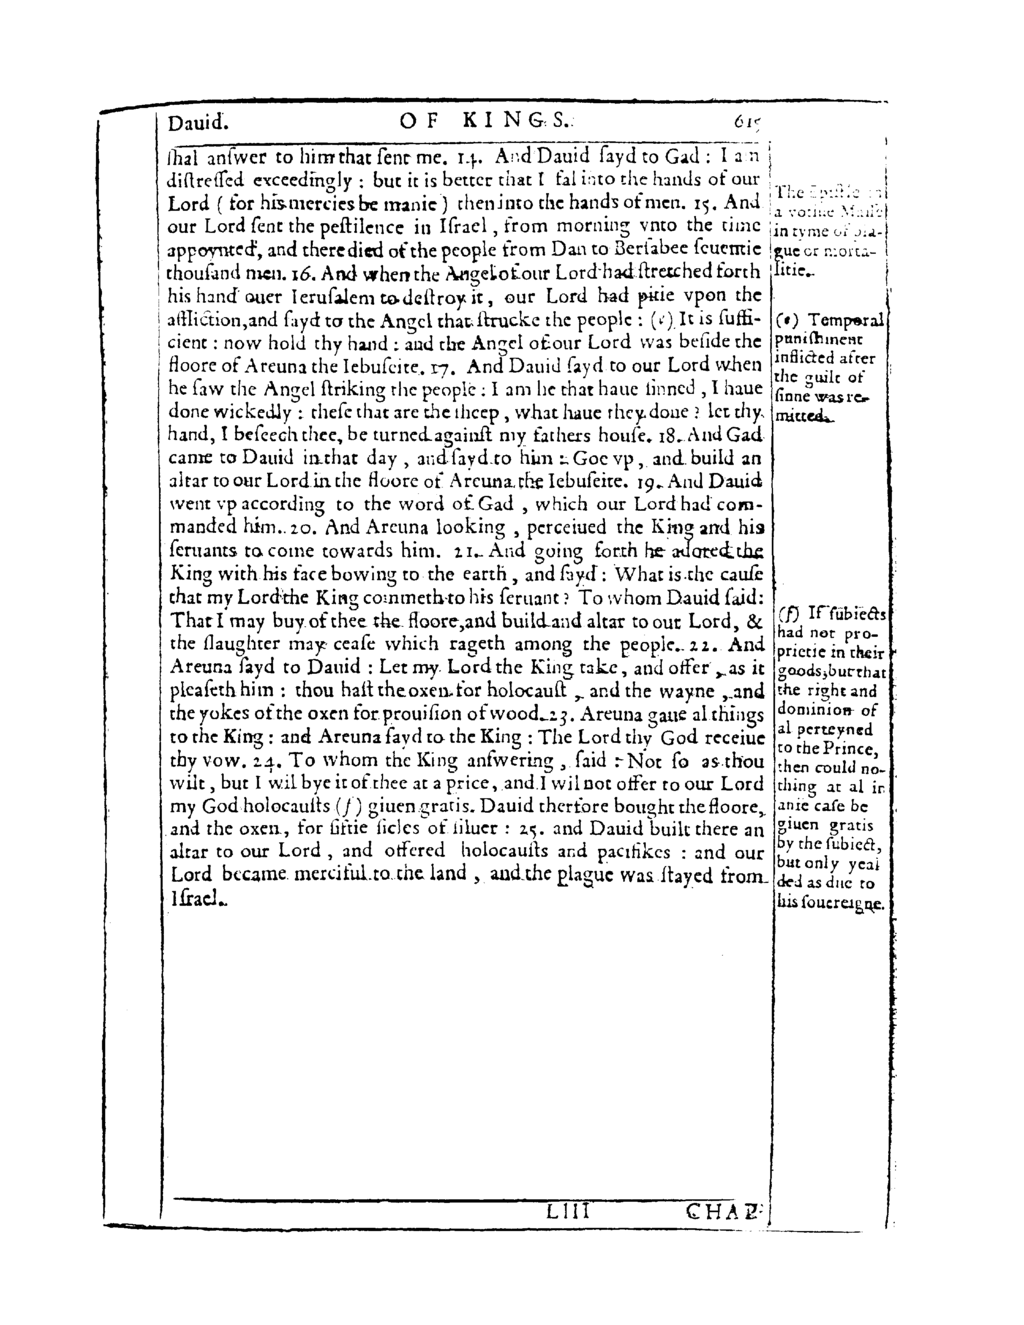 Dauid. OF KINGS. 615
ſhal anſwer to him that ſent me. 14. And Dauid ſayd to Gad : I am
diſtreſſed exceedingly : but it is better that I fal into the hands of our
Lord ( for his mercies be manie ) then into the hands of men. 15. And
our Lord ſent the peſtilence in Iſrael , from morning vnto the time
appoynted, and there died of the people from Dan to Berſabee ſeuentie
thouſand men. 16. And when the Angel of our Lord had ſtretched forth
his hand ouer Ieruſalem to deſtroy it , our Lord had pitie vpon the
affliction, and ſayd to the Angel that ſtrucke the people : (e) It is ſuffi-
cient : now hold thy hand : and the Angel of our Lord was beſide the
floore of Areuna the Iebuſeite. 17. And Dauid ſayd to our Lord when
he ſaw the Angel ſtriking the people : I am he that haue ſinned , I haue
done wickedly : theſe that are the ſheep , what haue they done ? let thy
hand, I beſeech thee, be turned againſt my fathers houſe. 18. And Gad
came to Dauid in that day , and ſayd to him : Goe vp , and build an
altar to our Lord in the floore of Areuna the Iebuſeite. 19. And Dauid
went vp according to the word of Gad , which our Lord had com-
manded him. 20. And Areuna looking , perceiued the King and his
ſeruants to come towards him. 21. And going forth he adored the
King with his face bowing to the earth , and ſayd : What is the cauſe
that my Lord the King commeth to his ſeruant ? To whom Dauid ſaid:
That I may buy of thee the floore, and build and altar to out Lord, &
the ſlaughter may ceaſe which rageth among the people. 22. And
Areuna ſayd to Dauid : Let my Lord the King take , and offer , as it
pleaſeth him : thou haſt the oxen for holocauſt , and the wayne , and
the yokes of the oxen for prouiſion of wood. 23. Areuna gaue al things
to the King : and Areuna ſayd to the King : The Lord thy God receiue
thy vow. 24. To whom the King anſwering , ſaid : Not ſo as thou
wilt , but I wil bye it of thee at a price, and I wil not offer to our Lord
my God holocauſts (f) giuen gratis. Dauid therfore bought the floore,
and the oxen, for fiftie ſicles of ſiluer : 25. and Dauid built there an
altar to our Lord , and offered holocauſts and pacifikes : and our
Lord became merciful to the land , and the plague was ſtayed from
Iſrael.
The
a votiue
in tyme of pla-
gue or morta-
litie.
(e) Temporal
puniſhment
inflicted after
the guilt of
ſinne was re-
mitted.
(f) If ſubiects
had not pro-
prietie in their
goods, but that
the right and
dominion of
al perteyned
to the Prince,
then could no-
thing at al in
anie caſe be
giuen gratis
by the ſubiect,
but only yeal
ded as due to
his ſouereigne.
LIII CHAP.